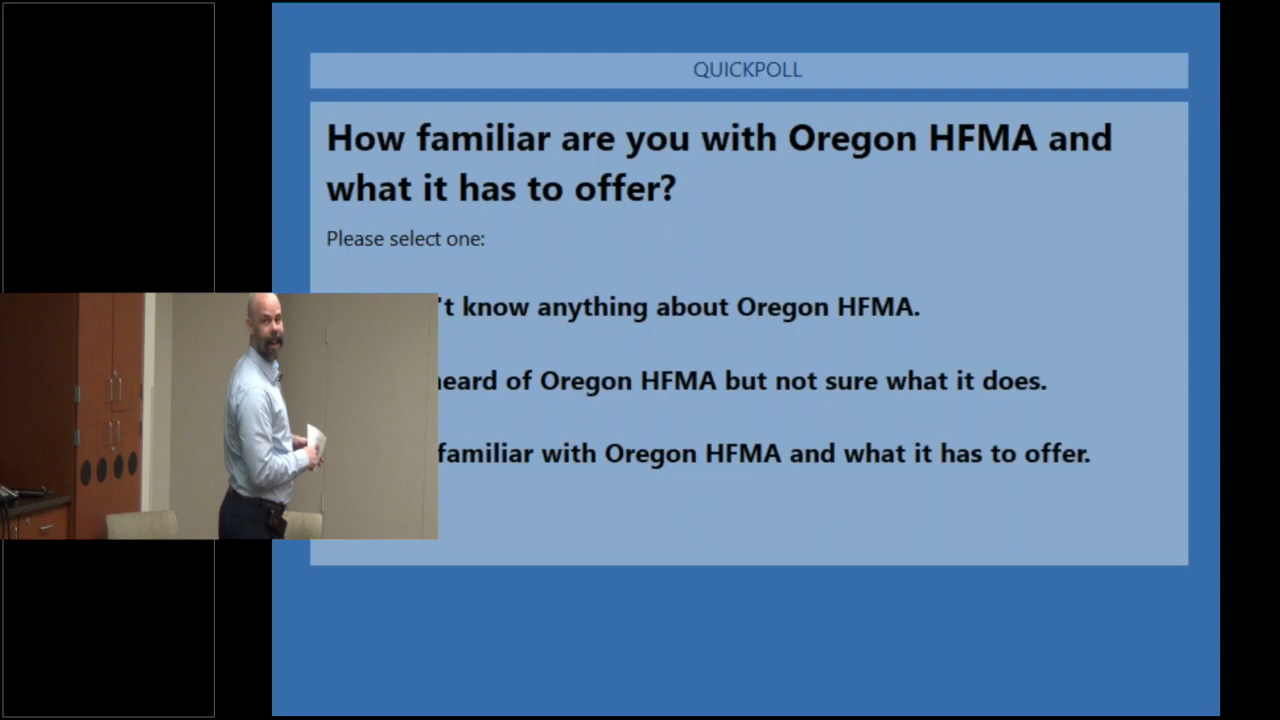 QUICKPOLL
How familiar are you with Oregon HFMA and
what it has to offer?
Please select one:
't know anything about Oregon HFMA.
heard of Oregon HFMA but not sure what it does.
familiar with Oregon HFMA and what it has to offer.